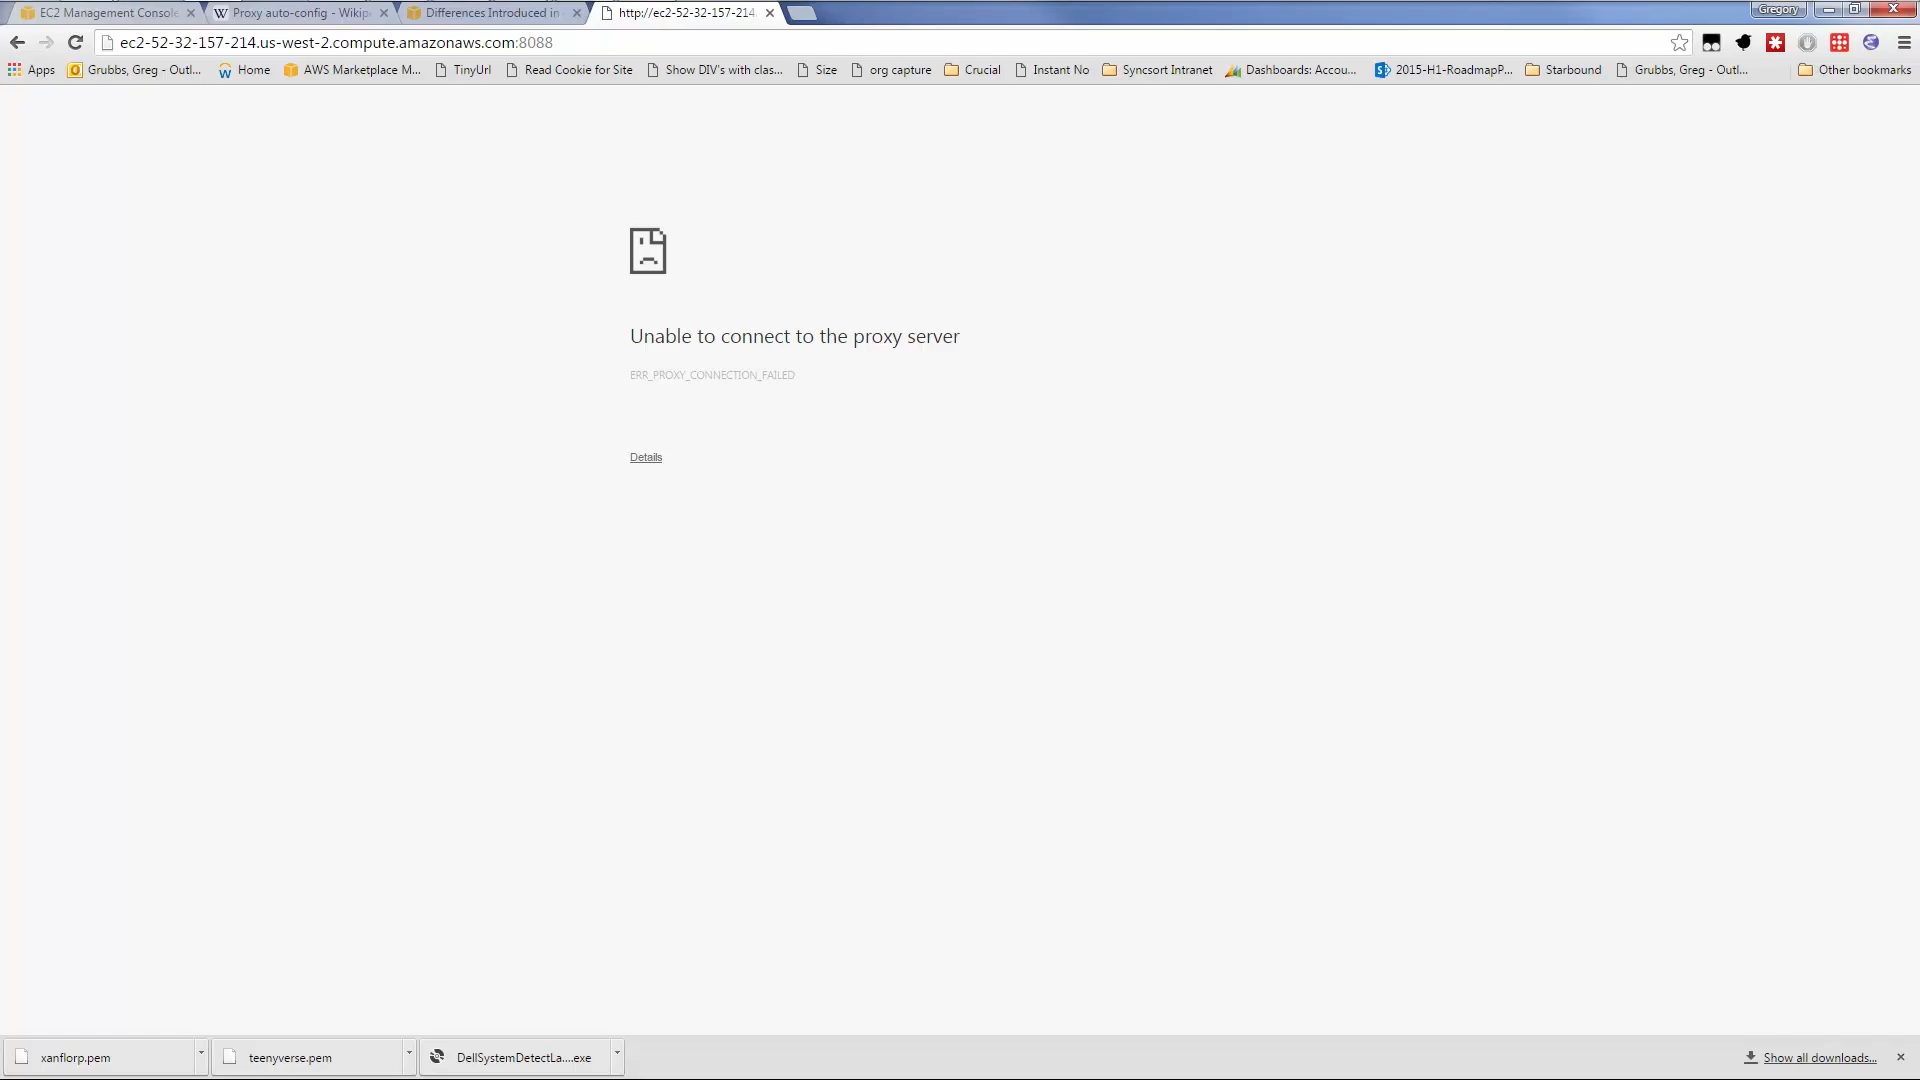 EC2 Management Console
Proxy auto-config - Wikip
Differences Introduced in
http://ec2-52-32-157-214.
Gregory
ec2-52-32-157-214.us-west-2.compute.amazonaws.com:8088
Apps
Grubbs, Greg - Outl...
Home
AWS Marketplace M...
TinyUrl
Read Cookie for Site
Show DIV's with clas...
Size
org capture
Crucial
Instant No
Syncsort Intranet
Dashboards: Accou...
2015-H1-RoadmapP...
Starbound
Grubbs, Greg - Outl...
Other bookmarks
Unable to connect to the proxy server
ERR_PROXY_CONNECTION_FAILED
Details
xanflorp.pem
teenyverse.pem
DellSystemDetectLa....exe
Show all downloads...